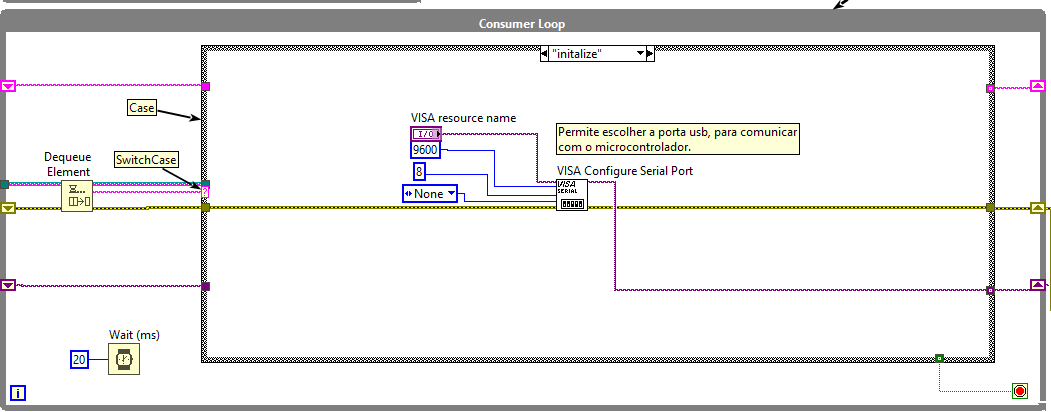 Consumer Loop
"initalize"
Case
VISA resource name
I/O
Permite escolher a porta usb, para comunicar
com o microcontrolador.
9600
Dequeue
Element
SwitchCase
8
VISA Configure Serial Port
VISA
SERIAL
None
?
Wait (ms)
20
i